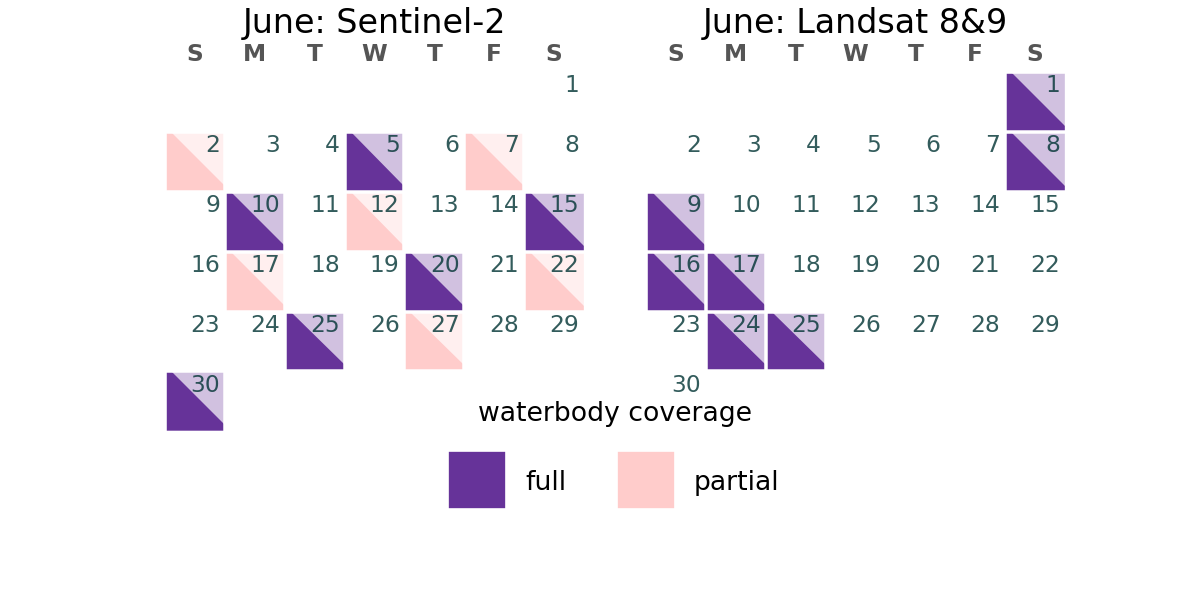 June: Sentinel-2
S M T W T F S
1
2 3 4 5 6 7 8
9 10 11 12 13 14 15
16 17 18 19 20 21 22
23 24 25 26 27 28 29
30
June: Landsat 8&9
S M T W T F S
1
2 3 4 5 6 7 8
9 10 11 12 13 14 15
16 17 18 19 20 21 22
23 24 25 26 27 28 29
30
waterbody coverage
full partial